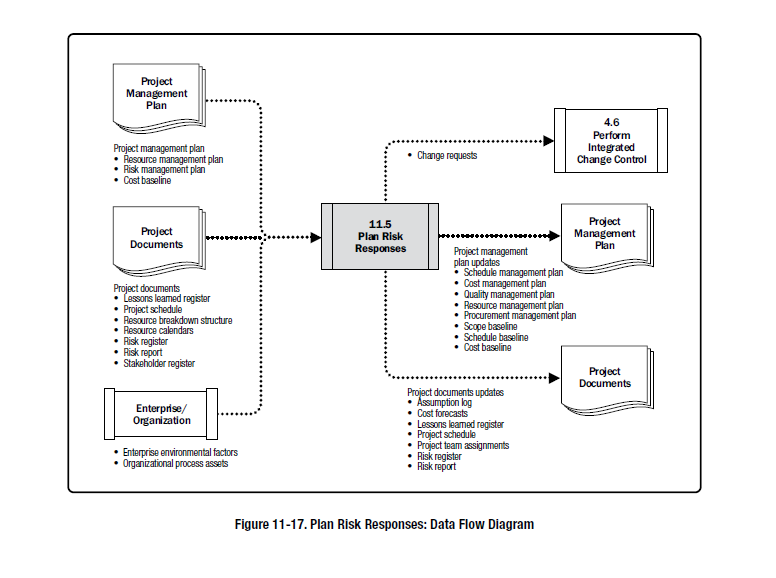 Project
Management
Plan
Project management plan
• Resource management plan
• Risk management plan
• Cost baseline
Project
Documents
Project documents
• Lessons learned register
• Project schedule
• Resource breakdown structure
• Resource calendars
• Risk register
• Risk report
• Stakeholder register
Enterprise/
Organization
• Enterprise environmental factors
• Organizational process assets
11.5
Plan Risk
Responses
• Change requests
4.6
Perform
Integrated
Change Control
Project management
plan updates
• Schedule management plan
• Cost management plan
• Quality management plan
• Resource management plan
• Procurement management plan
• Scope baseline
• Schedule baseline
• Cost baseline
Project
Management
Plan
Project documents updates
• Assumption log
• Cost forecasts
• Lessons learned register
• Project schedule
• Project team assignments
• Risk register
• Risk report
Project
Documents
Figure 11-17. Plan Risk Responses: Data Flow Diagram